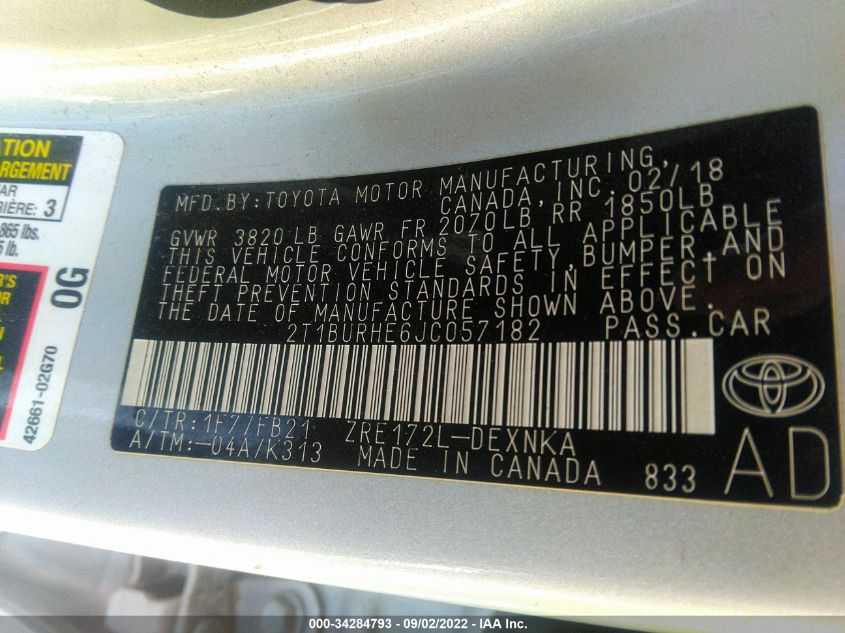 TION
RGEMENT
AR
RIÈRE: 3
865 lbs.
5 lb.
R'S
OR
0G
42661-02G70
MFD.BY:TOYOTA MOTOR MANUFACTURING,
CANADA, INC. 02/18
GVWR 3820 LB GAWR FR 2070LB, RR 1850LB
THIS VEHICLE CONFORMS TO ALL APPLICABLE
FEDERAL MOTOR VEHICLE SAFETY,BUMPER,AND
THEFT PREVENTION STANDARDS IN EFFECT ON
THE DATE OF MANUFACTURE SHOWN ABOVE.
2T1BURHE6JC057182 PASS.CAR
C/TR:1F7/FB21 ZRE172L-DEXNKA
A/TM:-04A/K313 MADE IN CANADA 833
AD
000-34284793 - 09/02/2022 - IAA Inc.